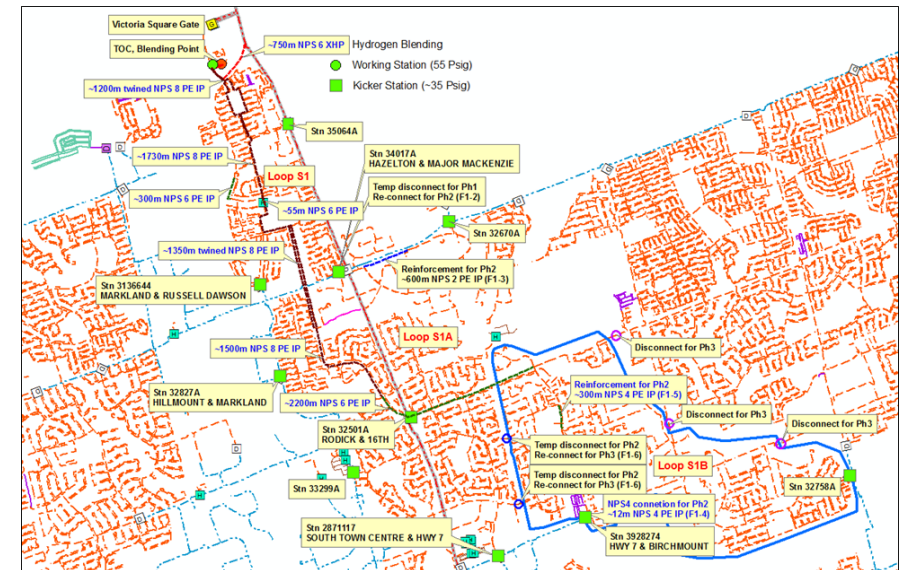 Victoria Square Gate
G
~750m NPS 6 XHP
Hydrogen Blending
TOC, Blending Point
Working Station (55 Psig)
Kicker Station (~35 Psig)
~1200m twined NPS 8 PE IP
Stn 35064A
~1730m NPS 8 PE IP
Stn 34017A
HAZELTON & MAJOR MACKENZIE
Loop S1
Temp disconnect for Ph1
Re-connect for Ph2 (F1-2)
~300m NPS 6 PE IP
~55m NPS 6 PE IP
Stn 32670A
~1350m twined NPS 8 PE IP
Reinforcement for Ph2
~600m NPS 2 PE IP (F1-3)
Stn 3136644
MARKLAND & RUSSELL DAWSON
H
Loop S1A
H
~1500m NPS 8 PE IP
Disconnect for Ph3
Stn 32827A
HILLMOUNT & MARKLAND
Reinforcement for Ph2
~300m NPS 4 PE IP (F1-5)
~2200m NPS 6 PE IP
Disconnect for Ph3
Stn 32501A
RODICK & 16TH
Disconnect for Ph3
Temp disconnect for Ph2
Re-connect for Ph3 (F1-6)
Loop S1B
Temp disconnect for Ph2
Re-connect for Ph3 (F1-6)
Stn 33299A
Stn 32758A
H
NPS4 connetion for Ph2
~12m NPS 4 PE IP (F1-4)
Stn 2871117
SOUTH TOWN CENTRE & HWY 7
Stn 3928274
HWY 7 & BIRCHMOUNT